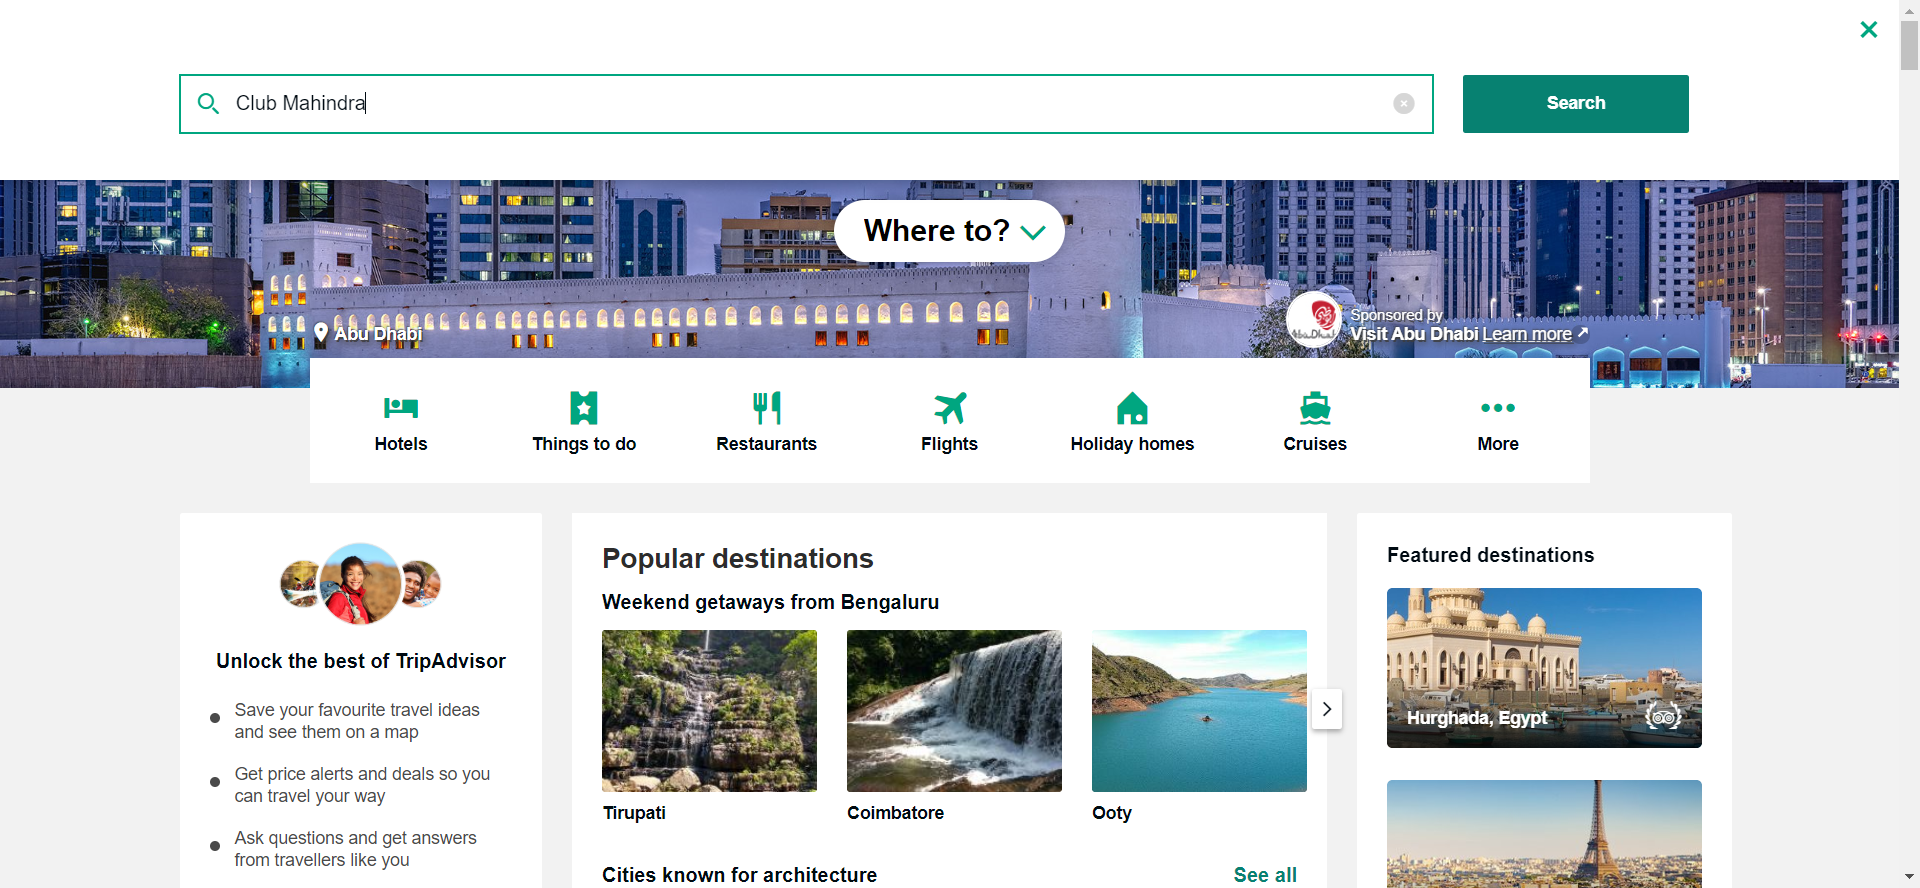 Club Mahindra
Search
Where to?
Abu Dhabi
Sponsored by
Visit Abu Dhabi Learn more
Hotels
Things to do
Restaurants
Flights
Holiday homes
Cruises
More
Unlock the best of TripAdvisor
Save your favourite travel ideas
and see them on a map
Get price alerts and deals so you
can travel your way
Ask questions and get answers
from travellers like you
Popular destinations
Weekend getaways from Bengaluru
Tirupati
Coimbatore
Ooty
Cities known for architecture
See all
Featured destinations
Hurghada, Egypt